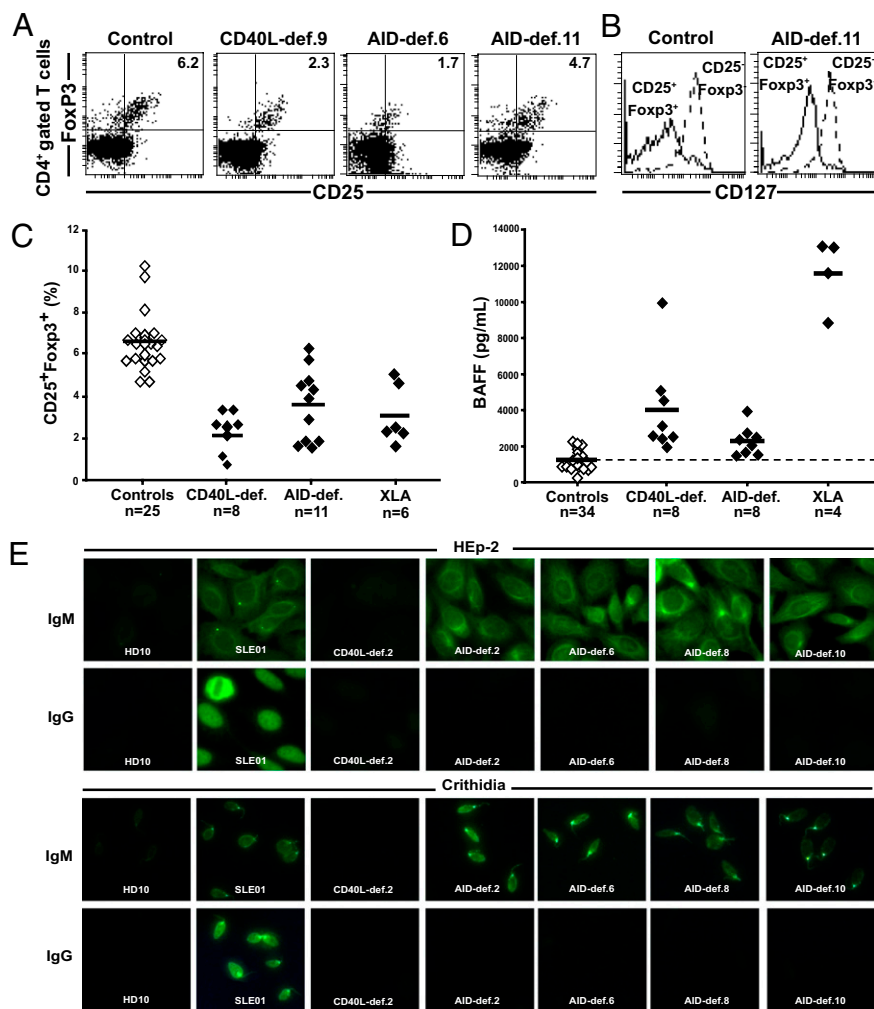 A
B
Control
CD40L-def.9
AID-def.6
AID-def.11
Control
AID-def.11
6.2
2.3
1.7
4.7
CD4⁺ gated T cells
FoxP3
CD25
CD25⁺
Foxp3⁺
CD25⁻
Foxp3⁻
CD25⁺
Foxp3⁺
CD25⁻
Foxp3⁻
CD127
C
CD25⁺Foxp3⁺ (%)
12
10
8
6
4
2
0
Controls
n=25
CD40L-def.
n=8
AID-def.
n=11
XLA
n=6
D
BAFF (pg/mL)
14000
12000
10000
8000
6000
4000
2000
0
Controls
n=34
CD40L-def.
n=8
AID-def.
n=8
XLA
n=4
E
HEp-2
IgM
HD10
SLE01
CD40L-def.2
AID-def.2
AID-def.6
AID-def.8
AID-def.10
IgG
HD10
SLE01
CD40L-def.2
AID-def.2
AID-def.6
AID-def.8
AID-def.10
Crithidia
IgM
HD10
SLE01
CD40L-def.2
AID-def.2
AID-def.6
AID-def.8
AID-def.10
IgG
HD10
SLE01
CD40L-def.2
AID-def.2
AID-def.6
AID-def.8
AID-def.10